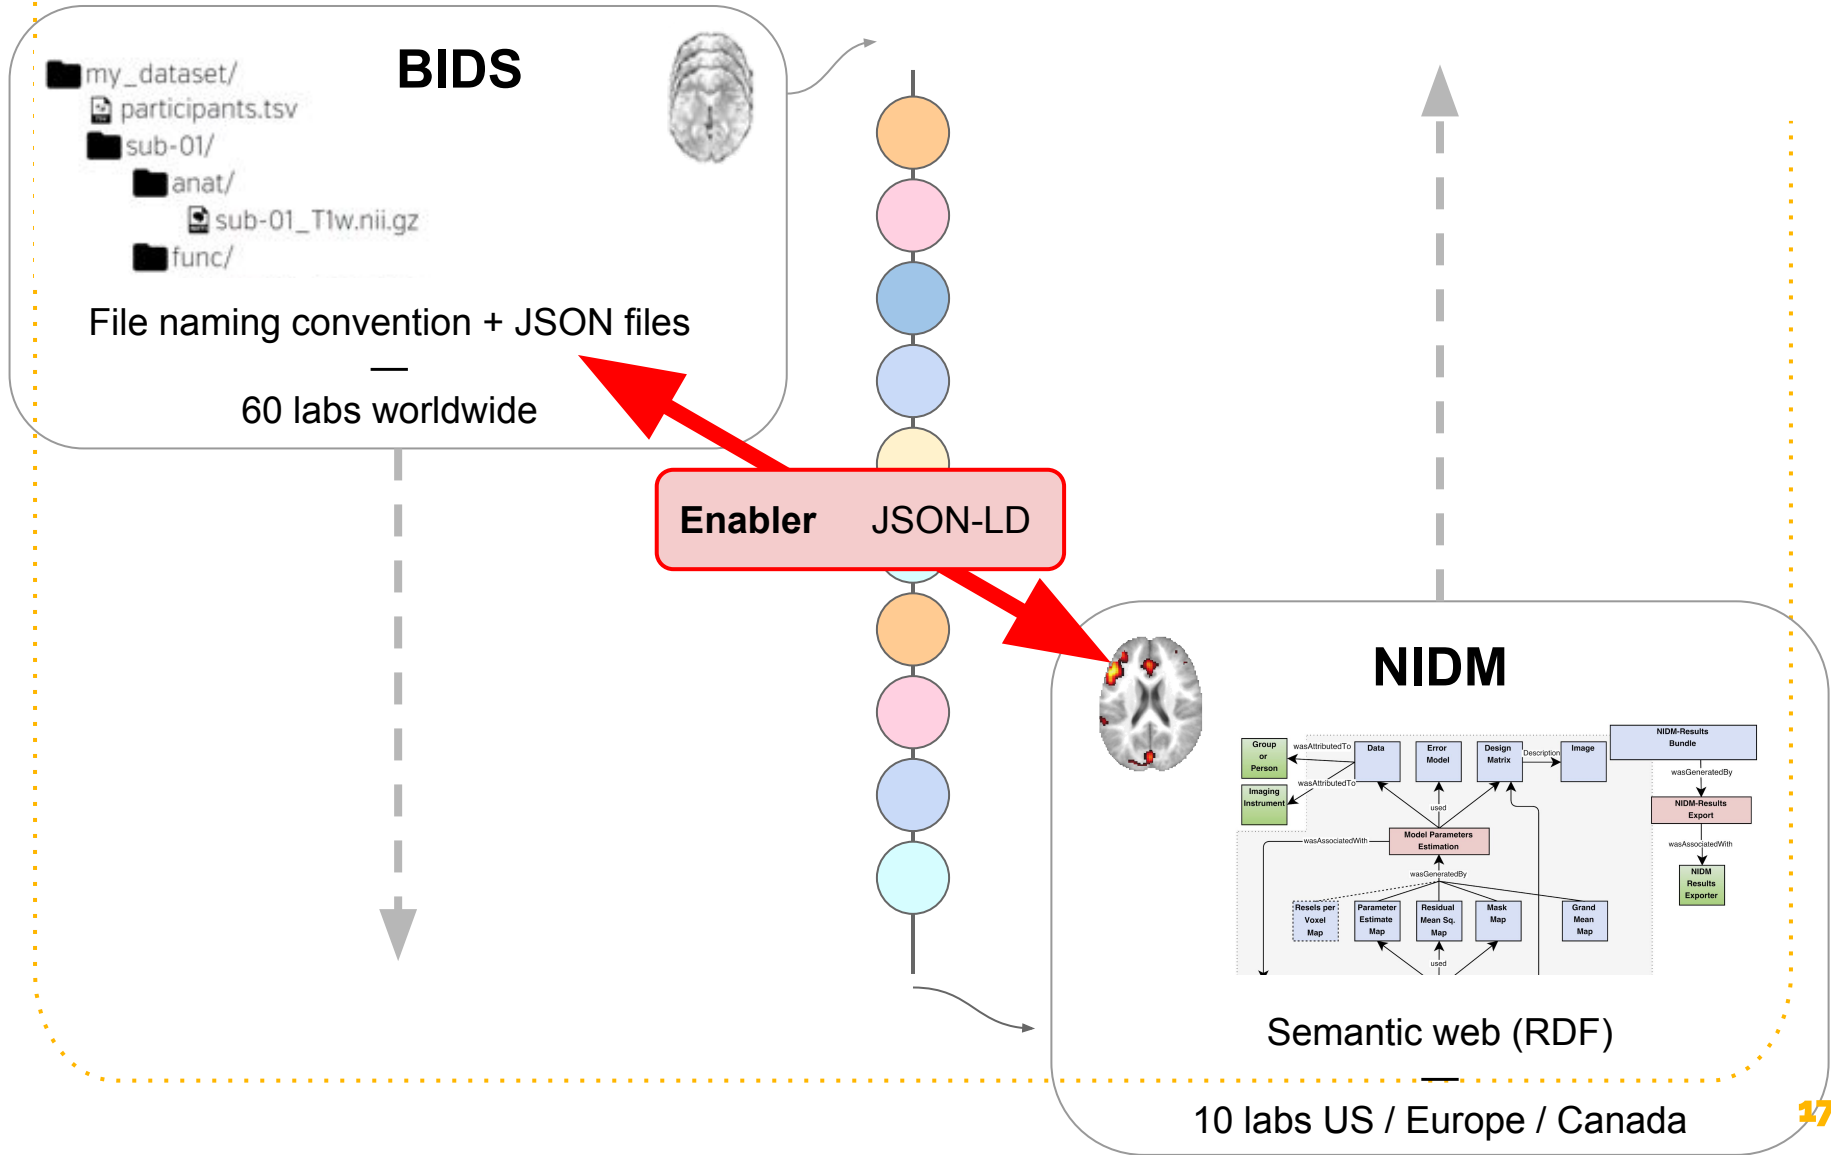 BIDS
my_dataset/
participants.tsv
sub-01/
anat/
sub-01_T1w.nii.gz
func/
File naming convention + JSON files
—
60 labs worldwide
Enabler JSON-LD
NIDM
Group
or
Person
wasAttributedTo
Data
Error
Model
Design
Matrix
Description
Image
NIDM-Results
Bundle
wasAttributedTo
Imaging
Instrument
used
wasGeneratedBy
NIDM-Results
Export
wasAssociatedWith
Model Parameters
Estimation
wasAssociatedWith
wasGeneratedBy
NIDM
Results
Exporter
Resels per
Voxel
Map
Parameter
Estimate
Map
Residual
Mean Sq.
Map
Mask
Map
Grand
Mean
Map
used
Semantic web (RDF)
—
10 labs US / Europe / Canada
17